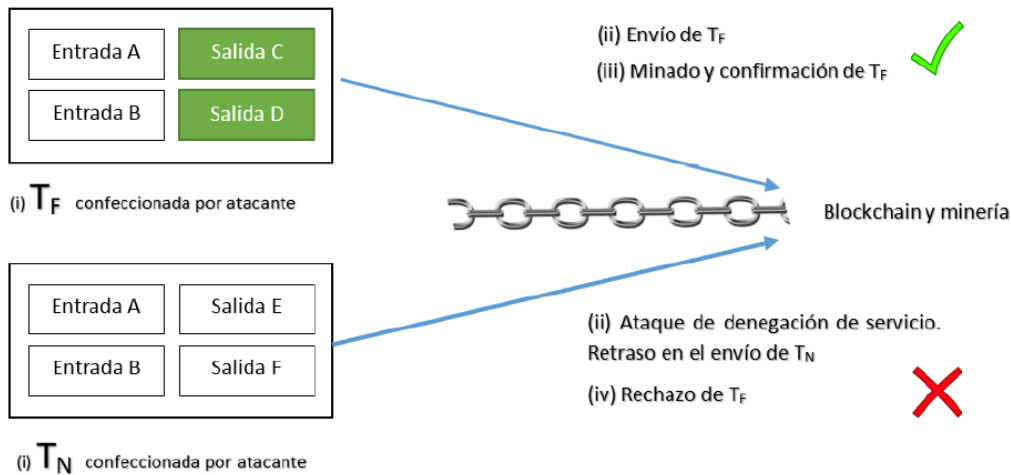 Entrada A
Salida C
Entrada B
Salida D
(i) TF confeccionada por atacante
(ii) Envío de TF
(iii) Minado y confirmación de TF
Blockchain y minería
Entrada A
Salida E
Entrada B
Salida F
(i) TN confeccionada por atacante
(ii) Ataque de denegación de servicio.
Retraso en el envío de TN
(iv) Rechazo de TF